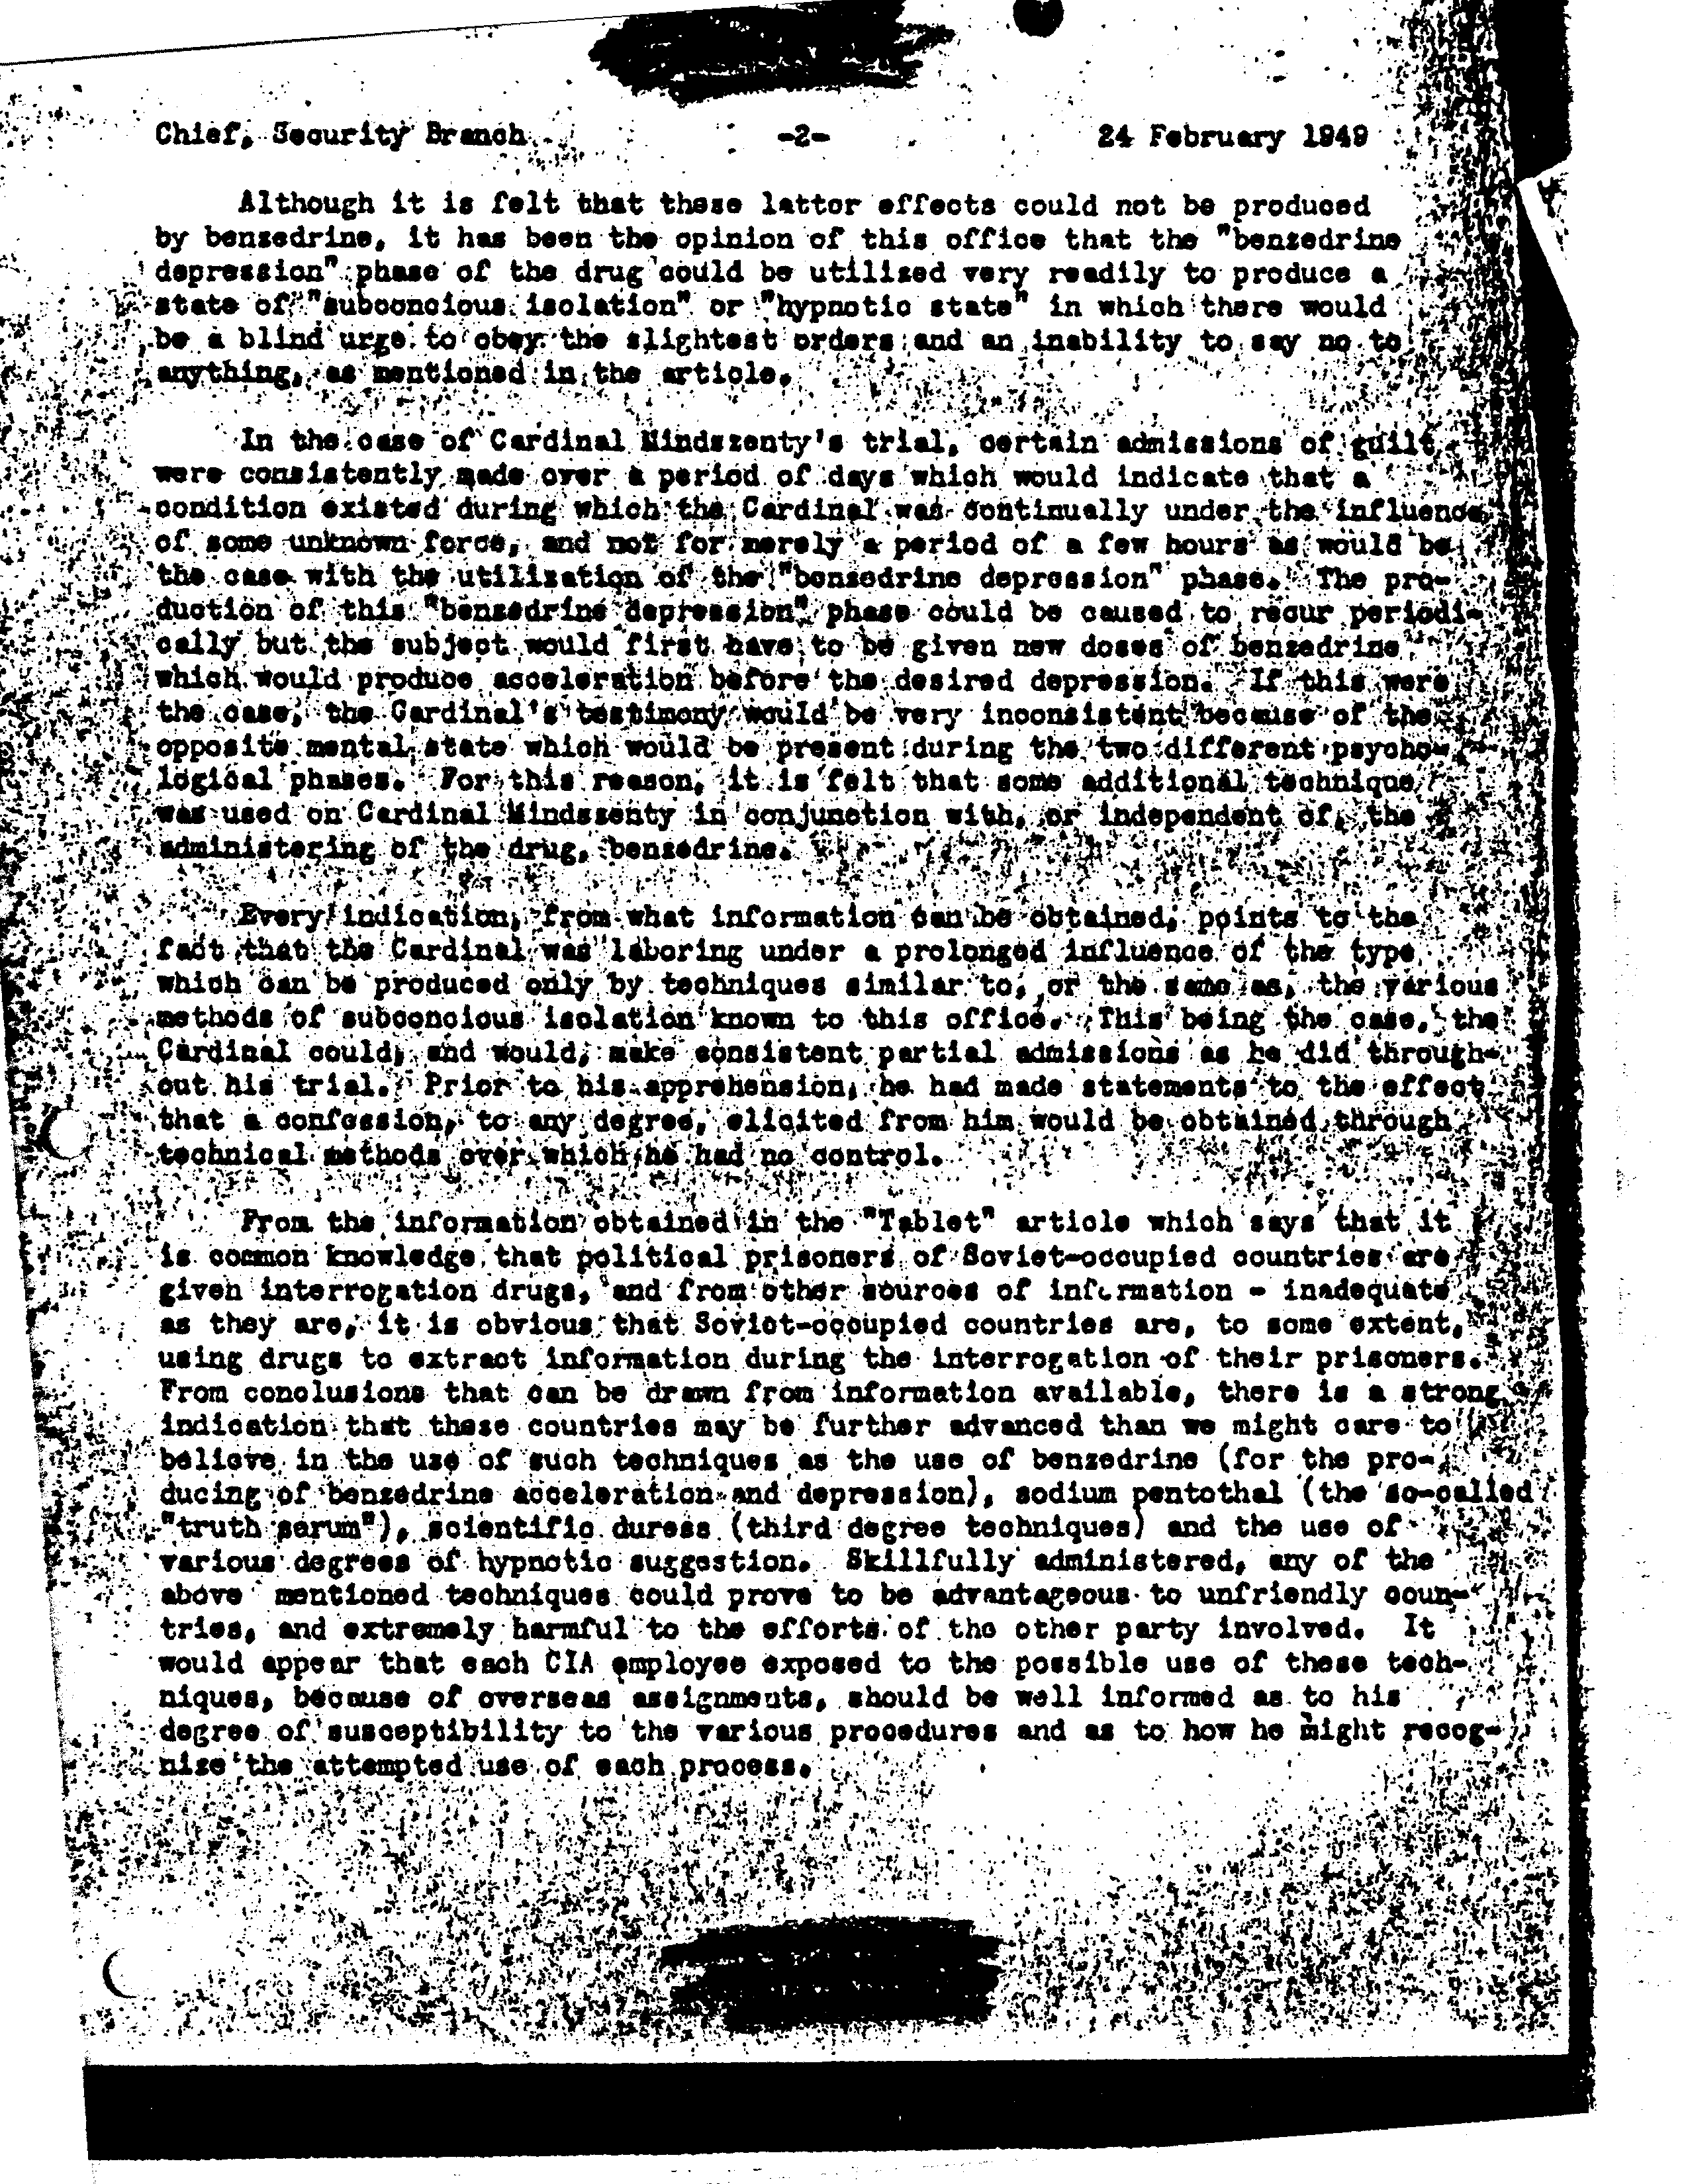 Chief, Security Branch -2- 24 February 1949
Although it is felt that these lattor effects could not be produced
by benzedrine, it has been the opinion of this office that the "benzedrine
depression" phase of the drug could be utilized very readily to produce a
state of "subconcious isolation" or "hypnotic state" in which there would
be a blind urge to obey the slightest orders and an inability to say no to
anything, as mentioned in the article.
In the case of Cardinal Mindszenty's trial, certain admissions of guilt
were consistently made over a period of days which would indicate that a
condition existed during which the Cardinal was continually under the influence
of some unknown force, and not for merely a period of a few hours as would be
the case with the utilization of the "benzedrine depression" phase. The pro-
duction of this "benzedrine depression" phase could be caused to recur periodi-
cally but the subject would first have to be given new doses of benzedrine
which would produce acceleration before the desired depression. If this were
the case, the Cardinal's testimony would be very inconsistent because of the
opposite mental state which would be present during the two different psycho-
logical phases. For this reason, it is felt that some additional technique
was used on Cardinal Mindszenty in conjunction with, or independent of, the
administering of the drug, benzedrine.
Every indication, from what information can be obtained, points to the
fact that the Cardinal was laboring under a prolonged influence of the type
which can be produced only by techniques similar to, or the same as, the various
methods of subconcious isolation known to this office. This being the case, the
Cardinal could, and would, make consistent partial admissions as he did through-
out his trial. Prior to his apprehension, he had made statements to the effect
that a confession, to any degree, elicited from him would be obtained through
technical methods over which he had no control.
From the information obtained in the "Tablet" article which says that it
is common knowledge that political prisoners of Soviet-occupied countries are
given interrogation drugs, and from other sources of information - inadequate
as they are, it is obvious that Soviet-occupied countries are, to some extent,
using drugs to extract information during the interrogation of their prisoners.
From conclusions that can be drawn from information available, there is a strong
indication that these countries may be further advanced than we might care to
believe in the use of such techniques as the use of benzedrine (for the pro-
ducing of benzedrine acceleration and depression), sodium pentothal (the so-called
"truth serum"), scientific duress (third degree techniques) and the use of
various degrees of hypnotic suggestion. Skillfully administered, any of the
above mentioned techniques could prove to be advantageous to unfriendly coun-
tries, and extremely harmful to the efforts of the other party involved. It
would appear that each CIA employee exposed to the possible use of these tech-
niques, because of overseas assignments, should be well informed as to his
degree of susceptibility to the various procedures and as to how he might recog-
nize the attempted use of each process.